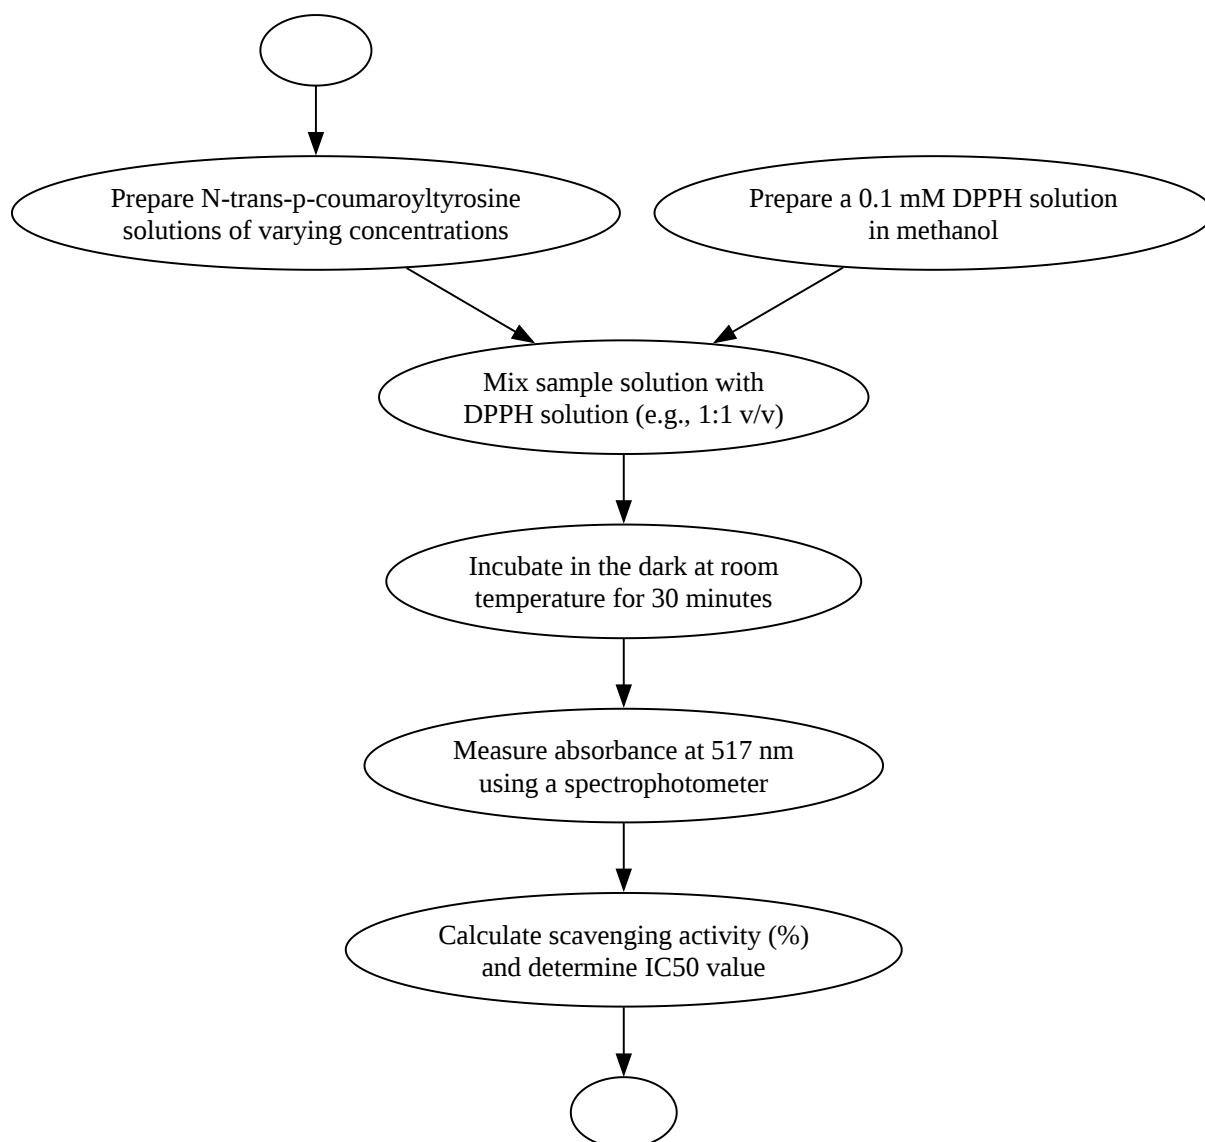 Prepare N-trans-p-coumaroyltyrosine
solutions of varying concentrations
Prepare a 0.1 mM DPPH solution
in methanol
Mix sample solution with
DPPH solution (e.g., 1:1 v/v)
Incubate in the dark at room
temperature for 30 minutes
Measure absorbance at 517 nm
using a spectrophotometer
Calculate scavenging activity (%)
and determine IC50 value